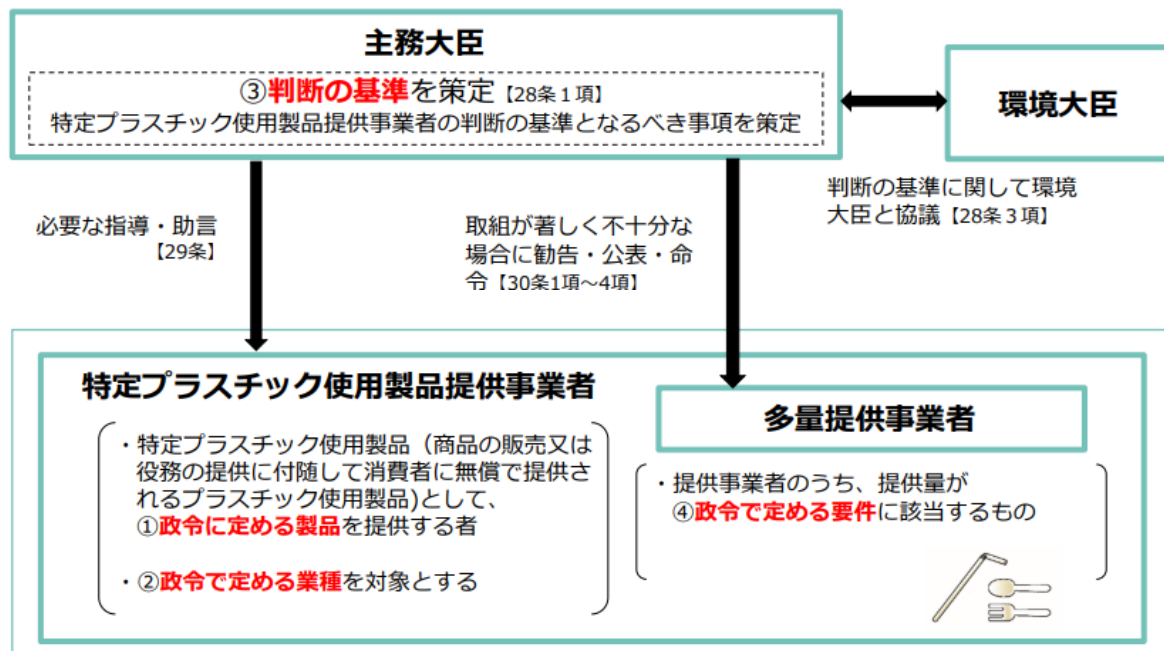 主務大臣
③判断の基準を策定【28条1項】
特定プラスチック使用製品提供事業者の判断の基準となるべき事項を策定
環境大臣
判断の基準に関して環境
大臣と協議【28条3項】
必要な指導・助言
【29条】
取組が著しく不十分な
場合に勧告・公表・命
令【30条1項～4項】
特定プラスチック使用製品提供事業者
・特定プラスチック使用製品（商品の販売又は
役務の提供に付随して消費者に無償で提供さ
れるプラスチック使用製品)として、
①政令に定める製品を提供する者
・②政令で定める業種を対象とする
多量提供事業者
・提供事業者のうち、提供量が
④政令で定める要件に該当するもの